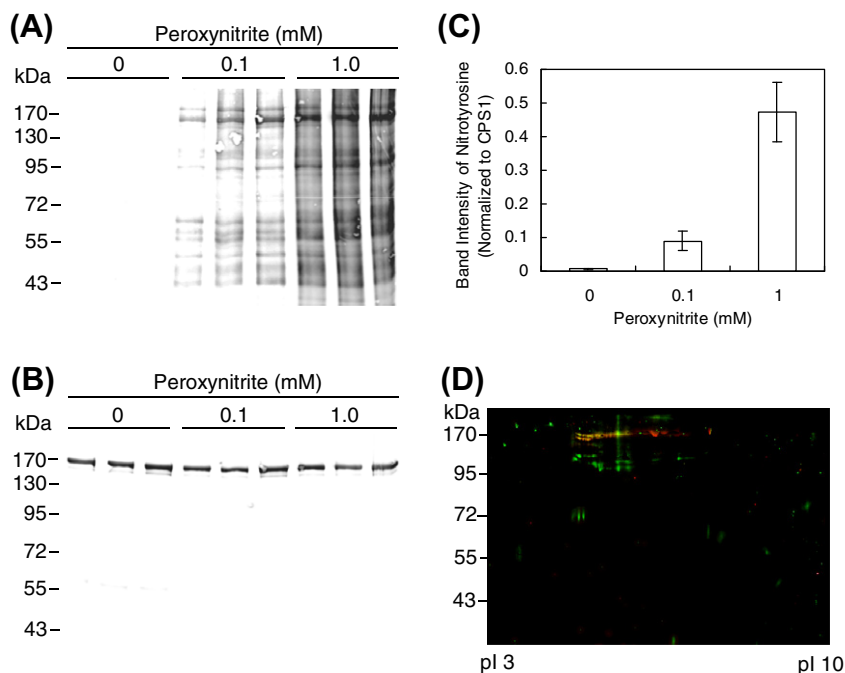 (A)
Peroxynitrite (mM)
kDa
0 0.1 1.0
170
130
95
72
55
43
(C)
Band Intensity of Nitrotyrosine
(Normalized to CPS1)
0.6
0.5
0.4
0.3
0.2
0.1
0
0 0.1 1
Peroxynitrite (mM)
(B)
Peroxynitrite (mM)
kDa
0 0.1 1.0
170
130
95
72
55
43
(D)
kDa
170
95
72
55
43
pI 3 pI 10